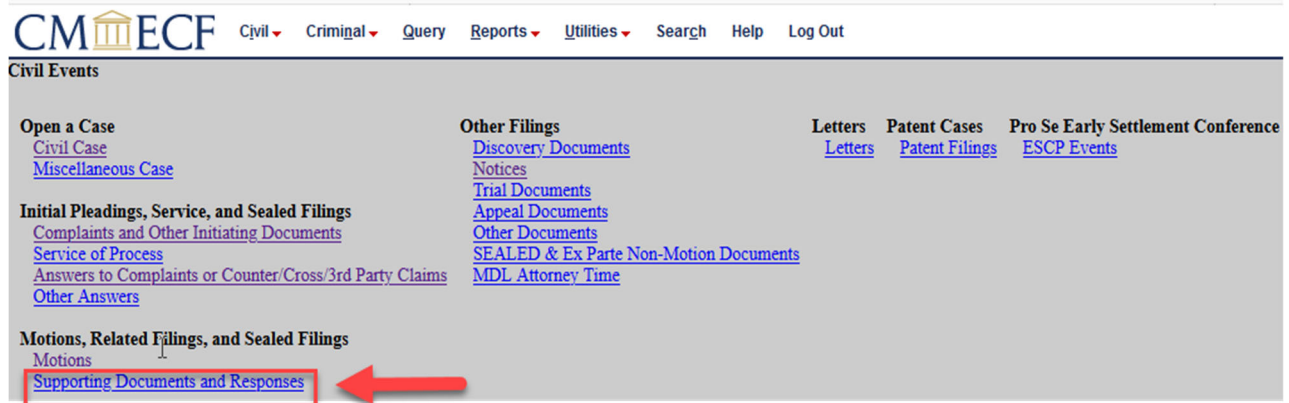 CM ECF Civil Criminal Query Reports Utilities Search Help Log Out
Civil Events
Open a Case
Civil Case
Miscellaneous Case
Initial Pleadings, Service, and Sealed Filings
Complaints and Other Initiating Documents
Service of Process
Answers to Complaints or Counter/Cross/3rd Party Claims
Other Answers
Motions, Related Filings, and Sealed Filings
Motions
Supporting Documents and Responses
Other Filings
Discovery Documents
Notices
Trial Documents
Appeal Documents
Other Documents
SEALED & Ex Parte Non-Motion Documents
MDL Attorney Time
Letters
Letters
Patent Cases
Patent Filings
Pro Se Early Settlement Conference
ESCP Events